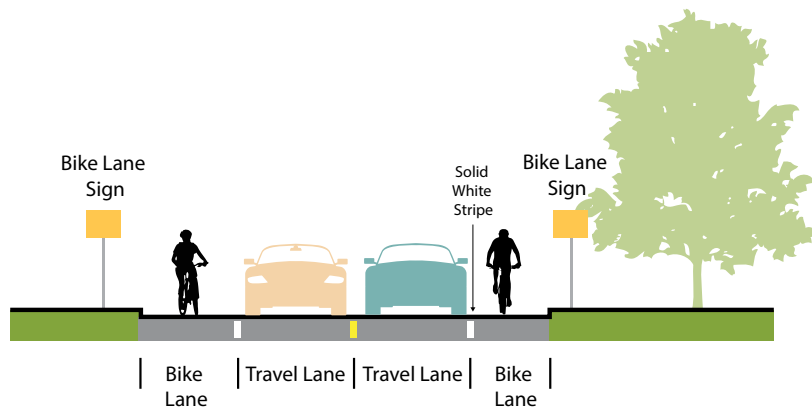 Bike Lane
Sign
Solid
White
Stripe
Bike Lane
Sign
Bike
Lane
Travel Lane
Travel Lane
Bike
Lane